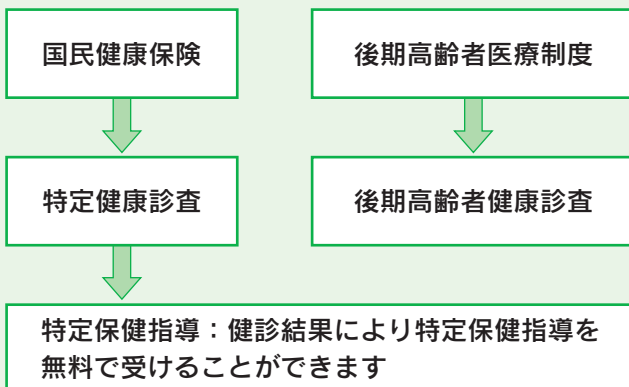 国民健康保険
後期高齢者医療制度
特定健康診査
後期高齢者健康診査
特定保健指導：健診結果により特定保健指導を
無料で受けることができます